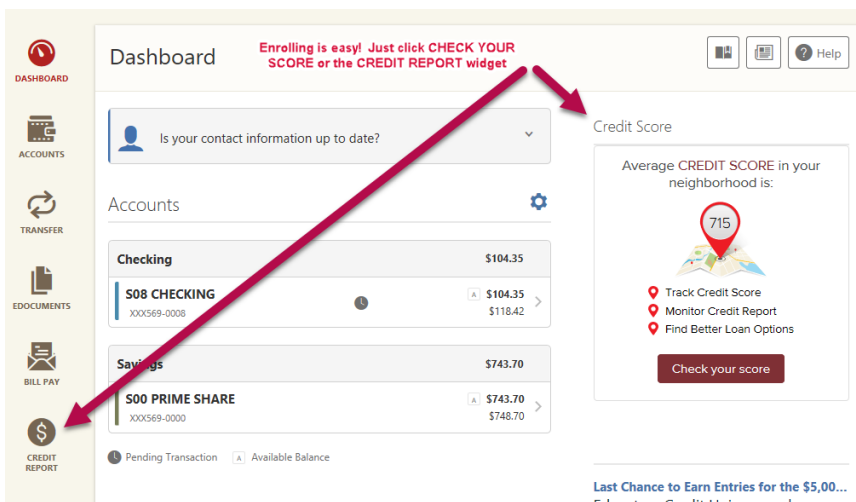 DASHBOARD
ACCOUNTS
TRANSFER
EDOCUMENTS
BILL PAY
CREDIT
REPORT
Dashboard
Enrolling is easy! Just click CHECK YOUR
SCORE or the CREDIT REPORT widget
Help
Is your contact information up to date?
Accounts
Checking $104.35
S08 CHECKING A $104.35
XXX569-0008 $118.42
Savings $743.70
S00 PRIME SHARE A $743.70
XXX569-0000 $748.70
Pending Transaction A Available Balance
Credit Score
Average CREDIT SCORE in your
neighborhood is:
715
Track Credit Score
Monitor Credit Report
Find Better Loan Options
Check your score
Last Chance to Earn Entries for the $5,00...